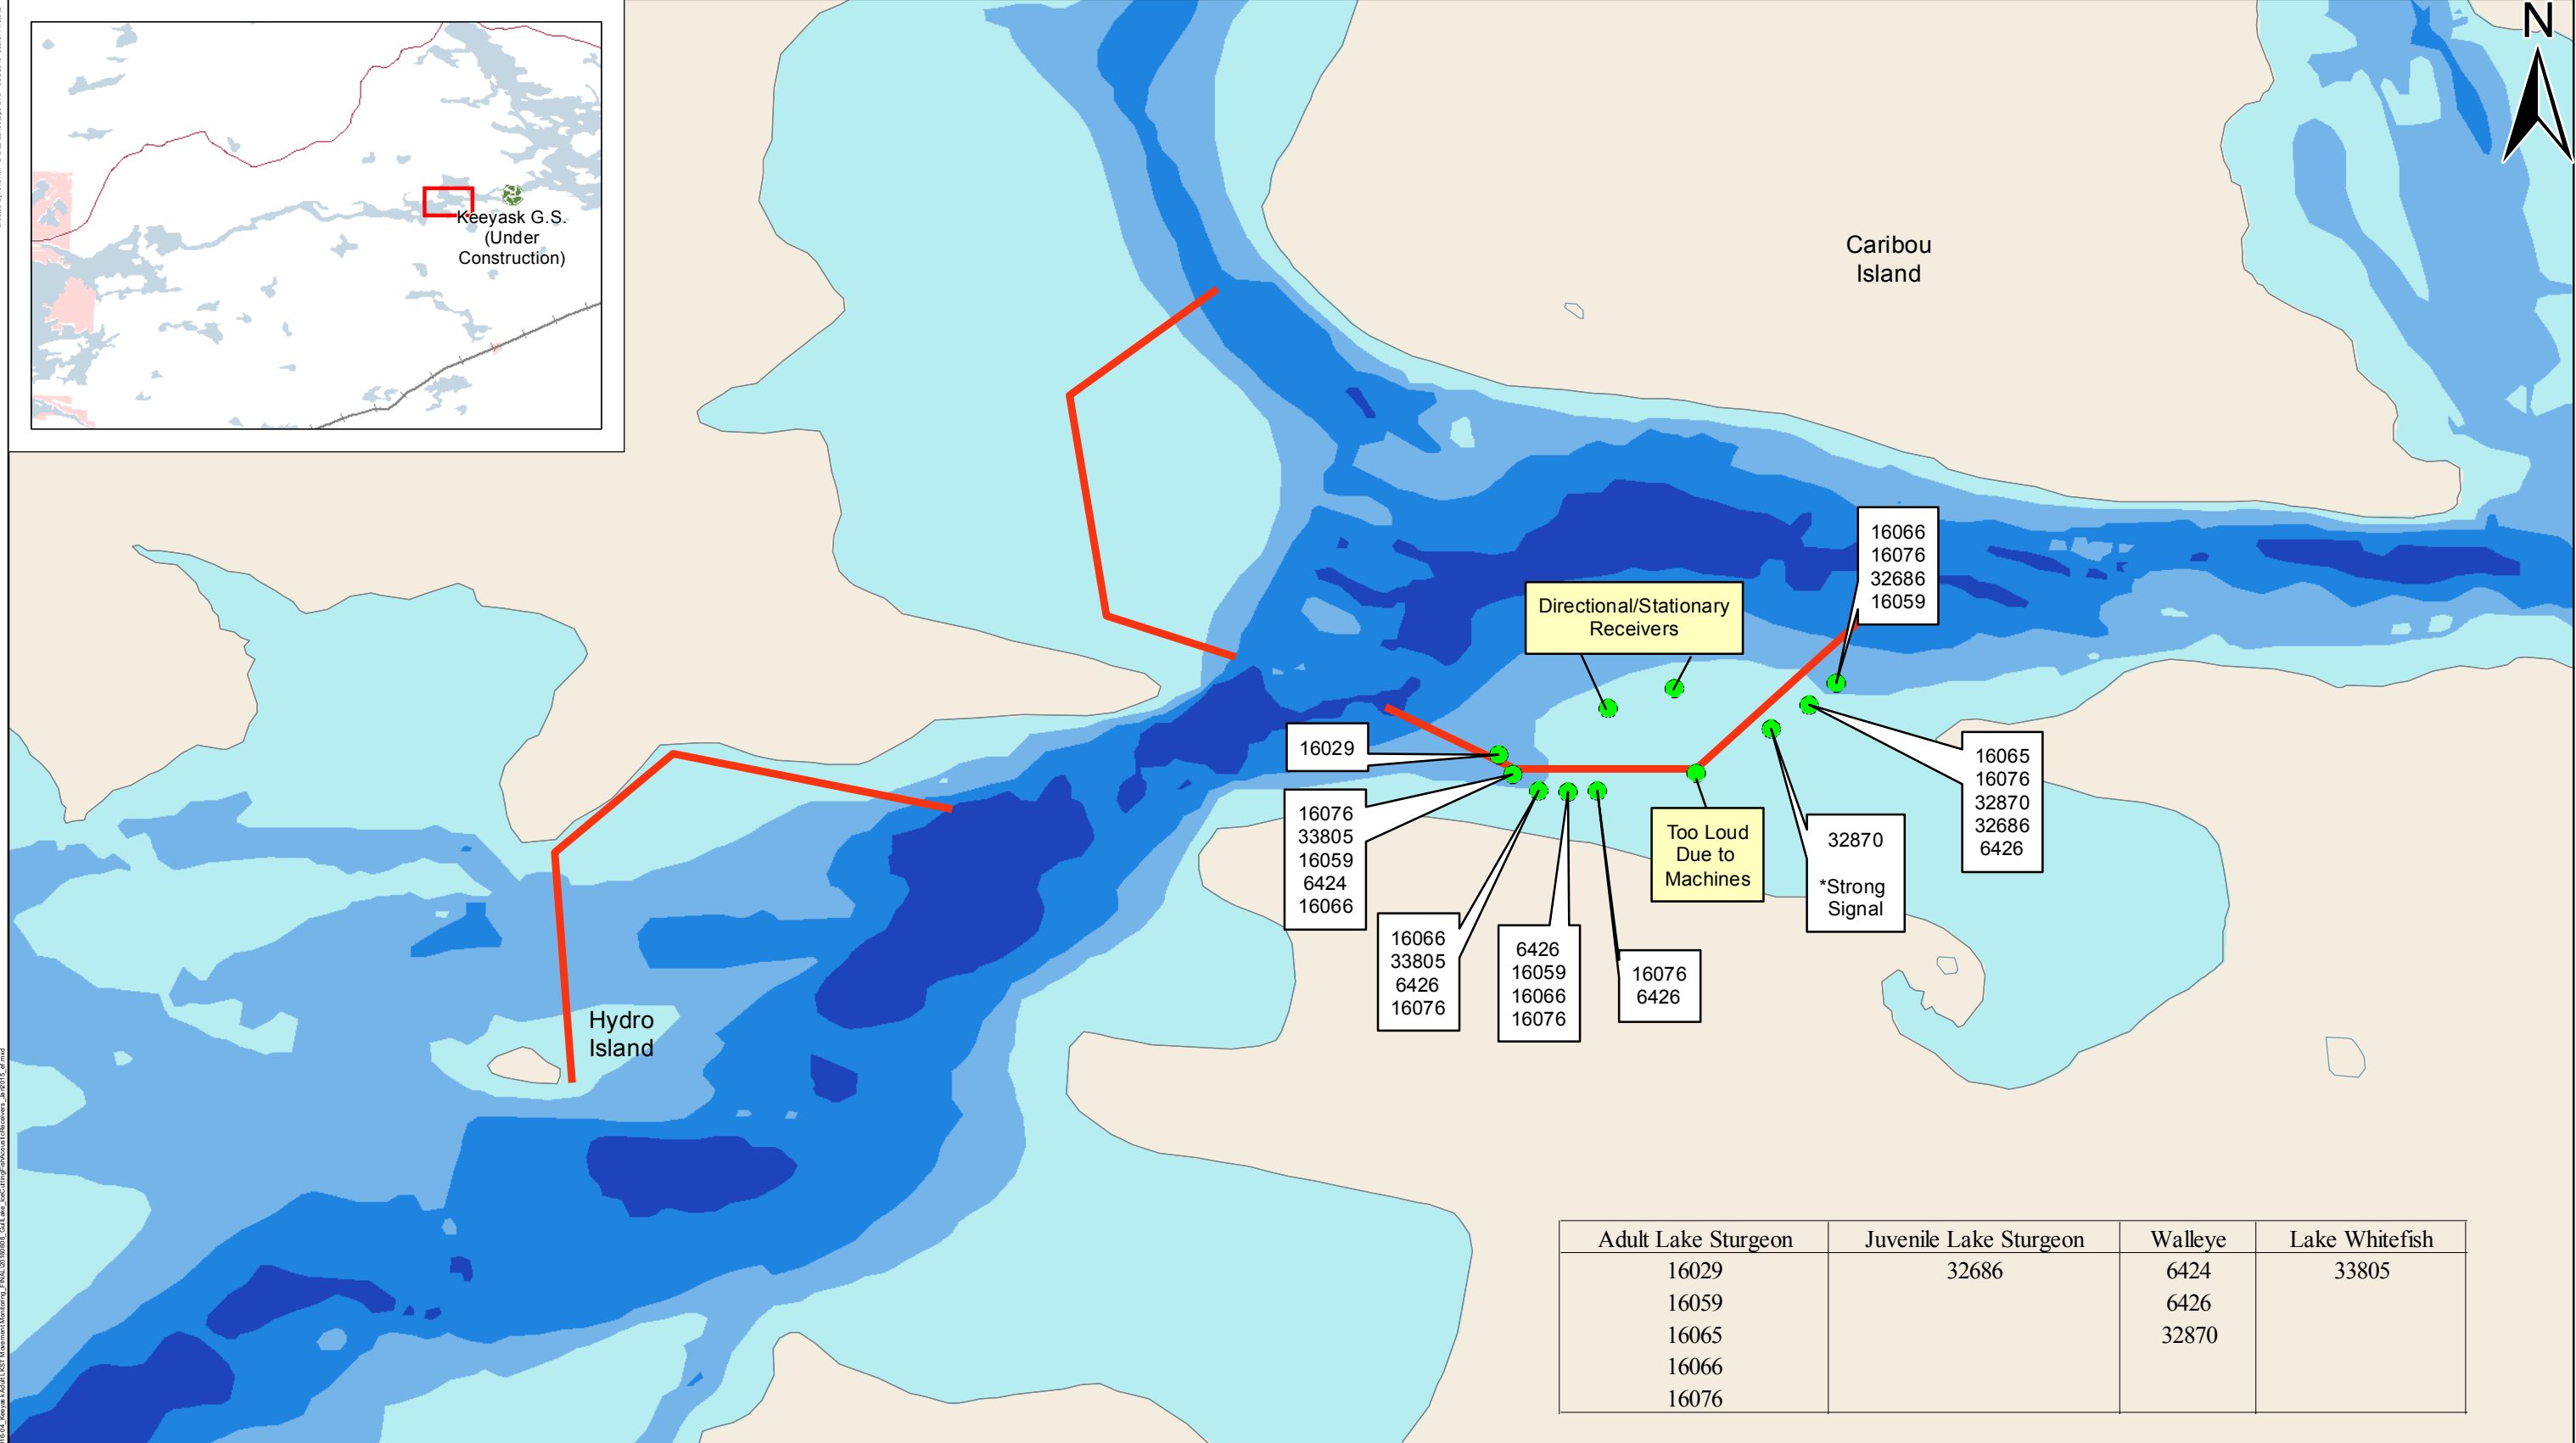 N
Keeyask G.S.
(Under
Construction)
Caribou
Island
16066
16076
32686
16059
Directional/Stationary
Receivers
16029
16065
16076
32870
32686
6426
16076
33805
16059
6424
16066
Too Loud
Due to
Machines
32870
*Strong
Signal
16066
33805
6426
16076
6426
16059
16066
16076
16076
6426
Hydro
Island
Adult Lake Sturgeon Juvenile Lake Sturgeon Walleye Lake Whitefish
16029 32686 6424 33805
16059 6426
16065 32870
16066
16076